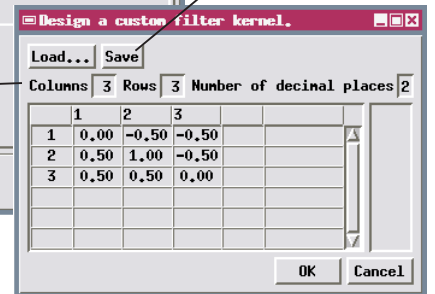 Design a custom filter kernel.
Load... Save
Columns 3 Rows 3 Number of decimal places 2
1 2 3
1 0.00 -0.50 -0.50
2 0.50 1.00 -0.50
3 0.50 0.50 0.00
OK Cancel